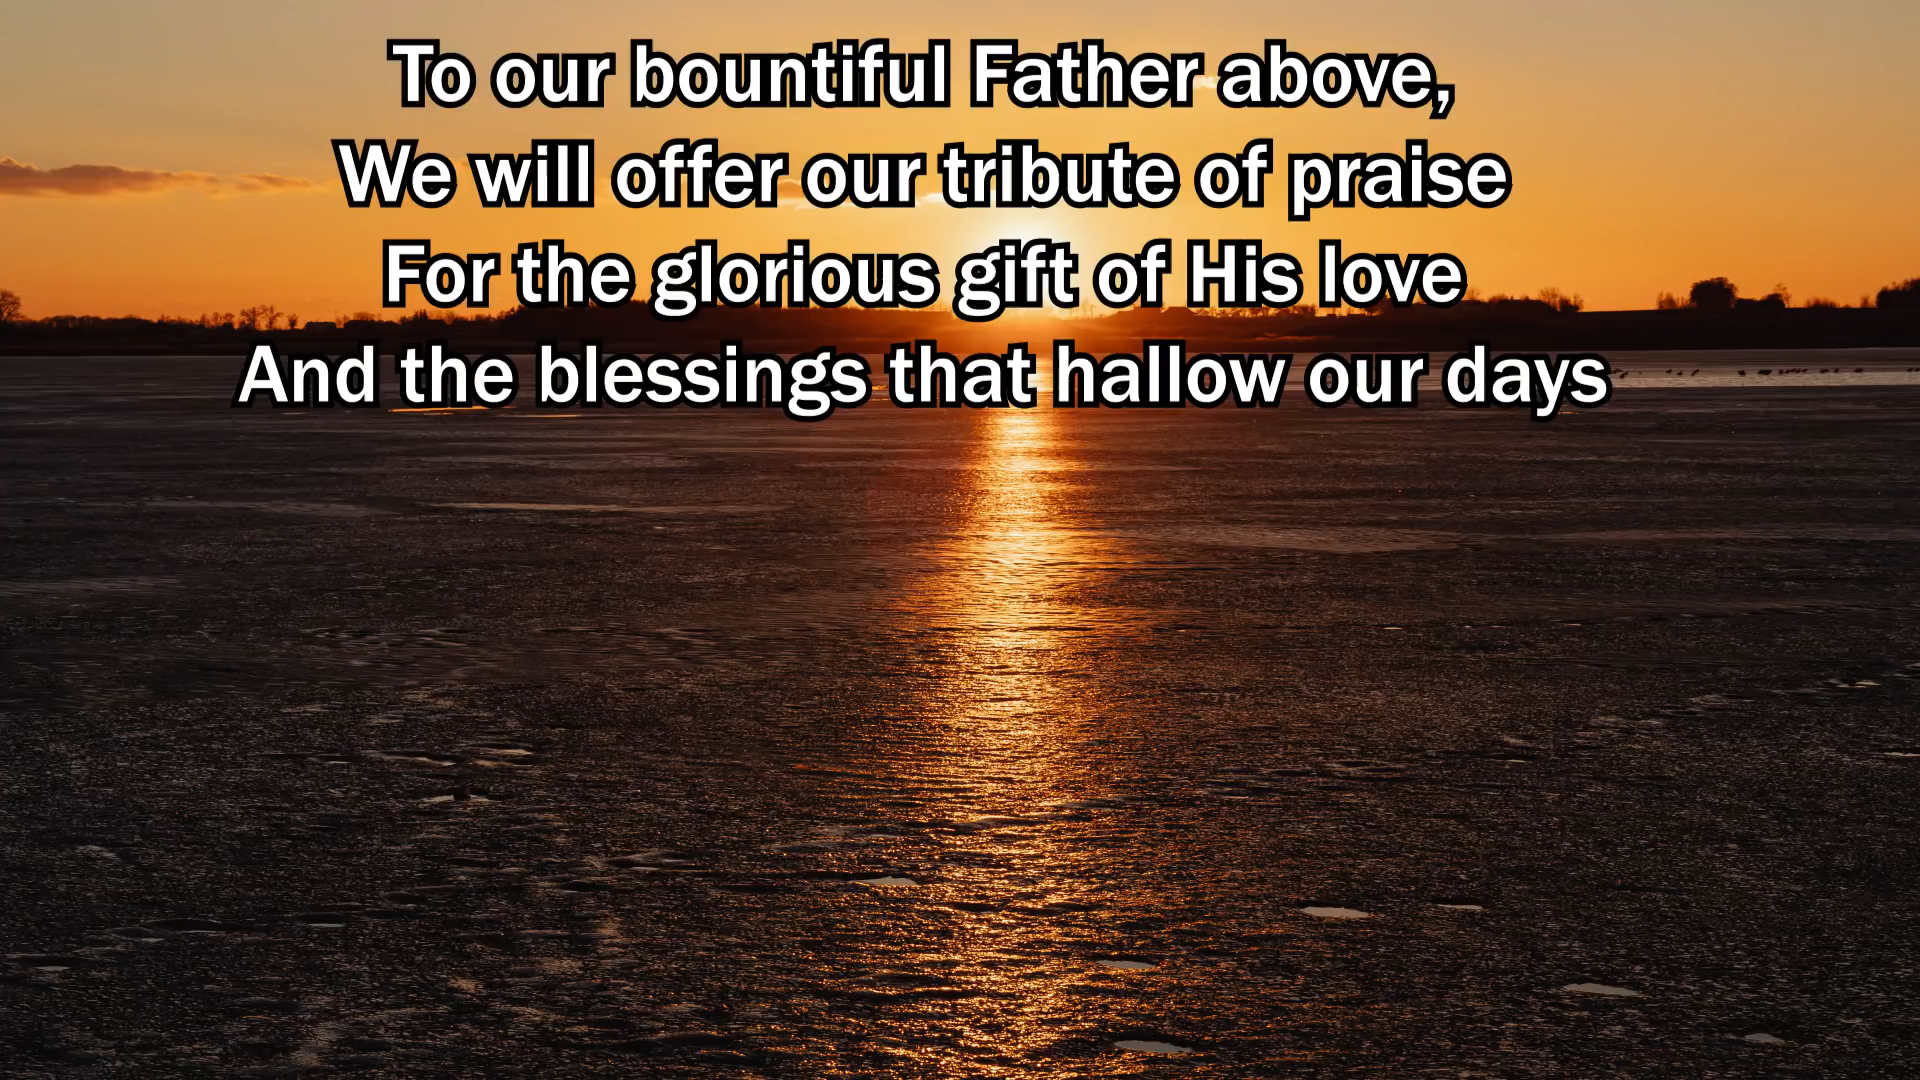 To our bountiful Father above,
We will offer our tribute of praise
For the glorious gift of His love
And the blessings that hallow our days